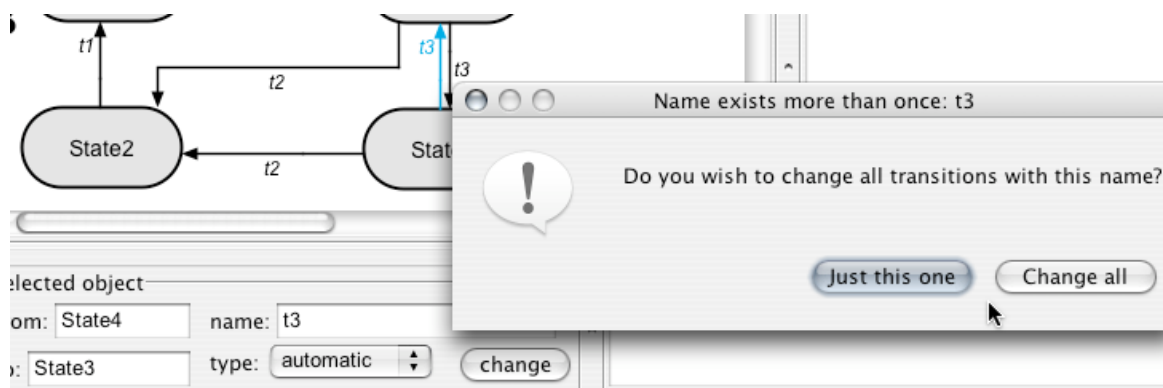 t1
t3
t3
t2
State2
t2
Stat
Name exists more than once: t3
Do you wish to change all transitions with this name?
Just this one
Change all
elected object
om: State4
name: t3
: State3
type: automatic
change